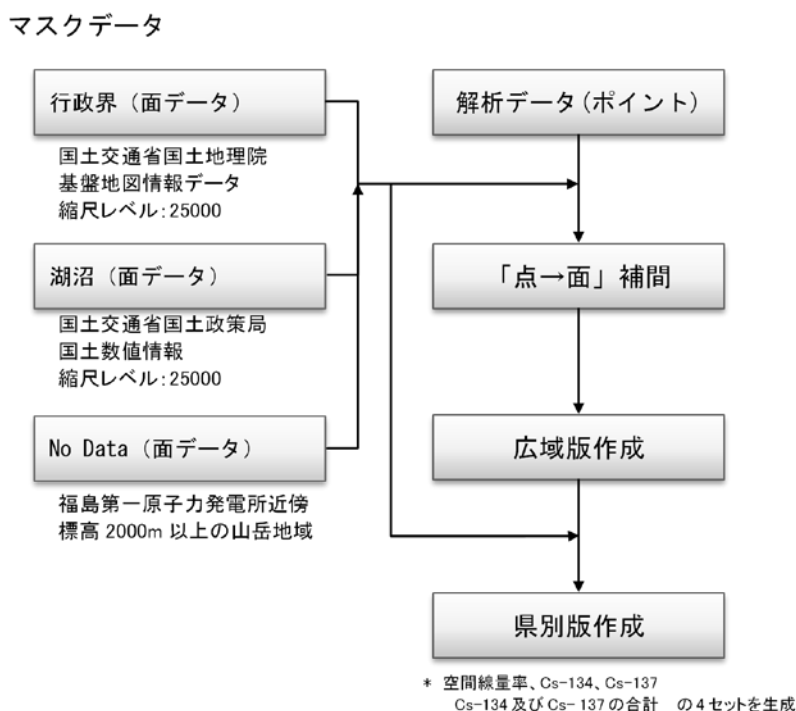 マスクデータ
行政界（面データ）
国土交通省国土地理院
基盤地図情報データ
縮尺レベル:25000
湖沼（面データ）
国土交通省国土政策局
国土数値情報
縮尺レベル:25000
No Data（面データ）
福島第一原子力発電所近傍
標高 2000m 以上の山岳地域
解析データ(ポイント)
「点→面」補間
広域版作成
県別版作成
* 空間線量率、Cs-134、Cs-137
Cs-134 及び Cs- 137 の合計　の 4 セットを生成